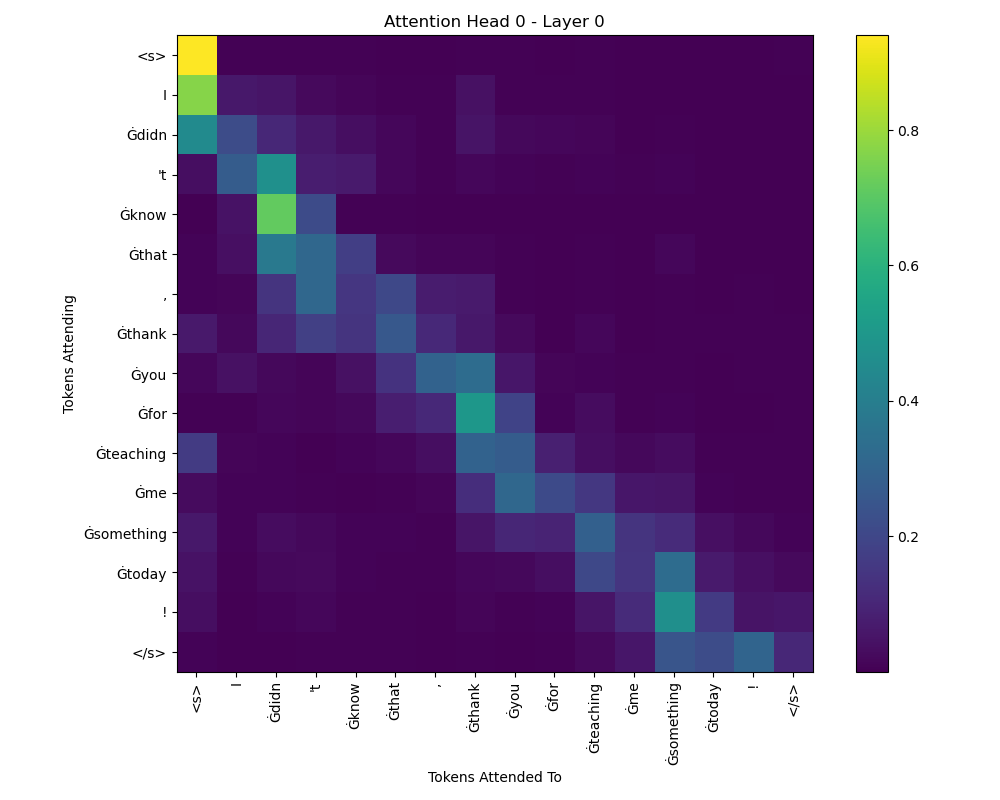 Attention Head 0 - Layer 0
<s>
I
Ġdidn
't
Ġknow
Ġthat
,
Ġthank
Ġyou
Ġfor
Ġteaching
Ġme
Ġsomething
Ġtoday
!
</s>
Tokens Attending
<s>
I
Ġdidn
't
Ġknow
Ġthat
,
Ġthank
Ġyou
Ġfor
Ġteaching
Ġme
Ġsomething
Ġtoday
!
</s>
Tokens Attended To
0.8
0.6
0.4
0.2